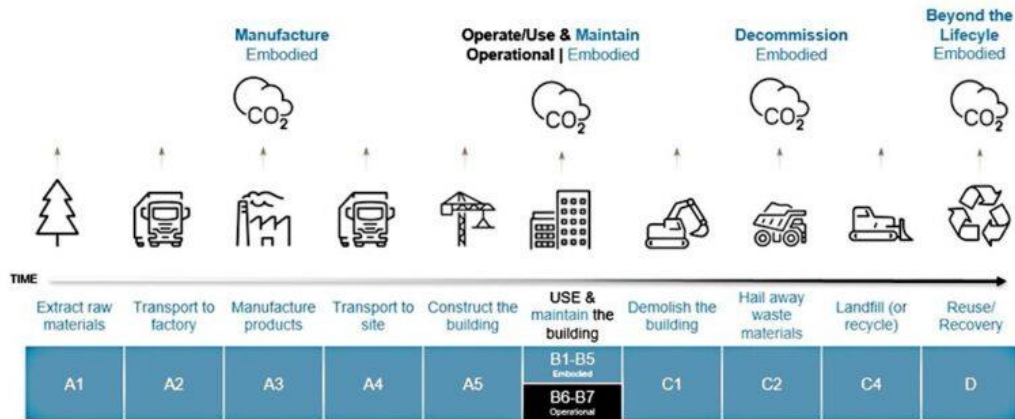 Manufacture
Embodied
Operate/Use & Maintain
Operational | Embodied
Decommission
Embodied
Beyond the
Lifecyle
Embodied
CO2
CO2
CO2
CO2
TIME
Extract raw
materials
Transport to
factory
Manufacture
products
Transport to
site
Construct the
building
USE &
maintain the
building
Demolish the
building
Hail away
waste
materials
Landfill (or
recycle)
Reuse/
Recovery
A1
A2
A3
A4
A5
B1-B5
Embodied
B6-B7
Operational
C1
C2
C4
D